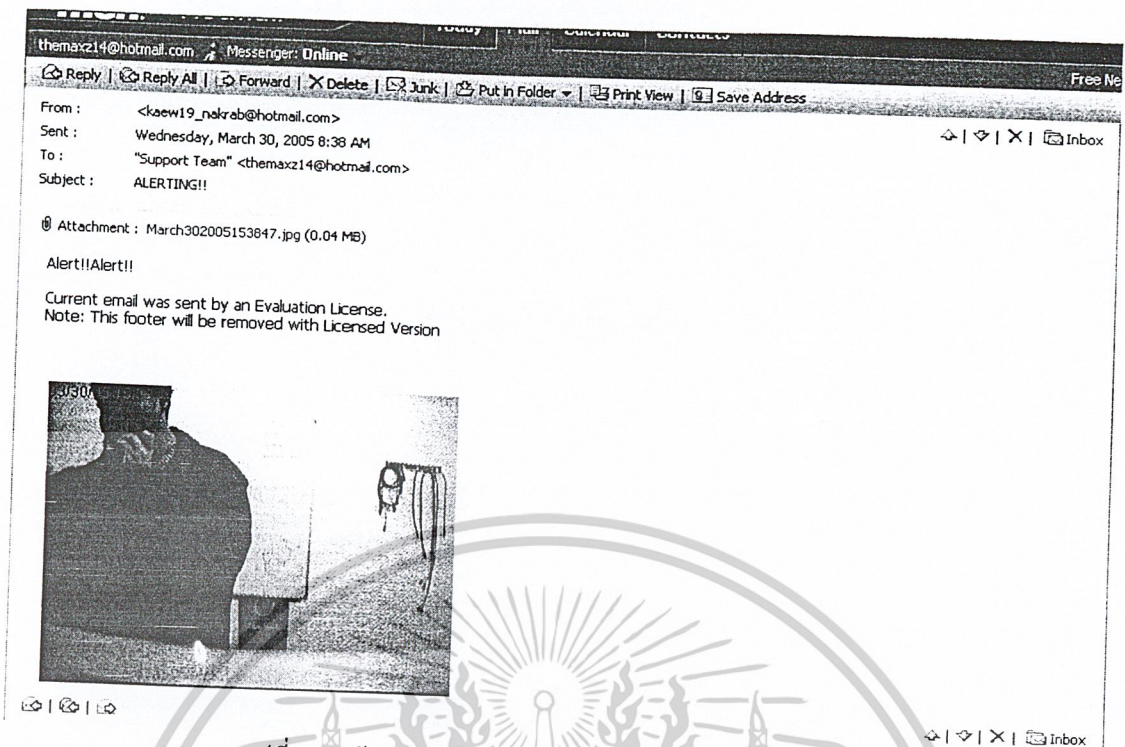 themaxz14@hotmail.com Messenger: Online
Reply | Reply All | Forward | Delete | Junk | Put in Folder | Print View | Save Address
From : <kaew19_nakrab@hotmail.com>
Inbox
Sent : Wednesday, March 30, 2005 8:38 AM
To : "Support Team" <themaxz14@hotmail.com>
Subject : ALERTING!!
Attachment : March302005153847.jpg (0.04 MB)
Alert!!Alert!!
Current email was sent by an Evaluation License.
Note: This footer will be removed with Licensed Version
Inbox